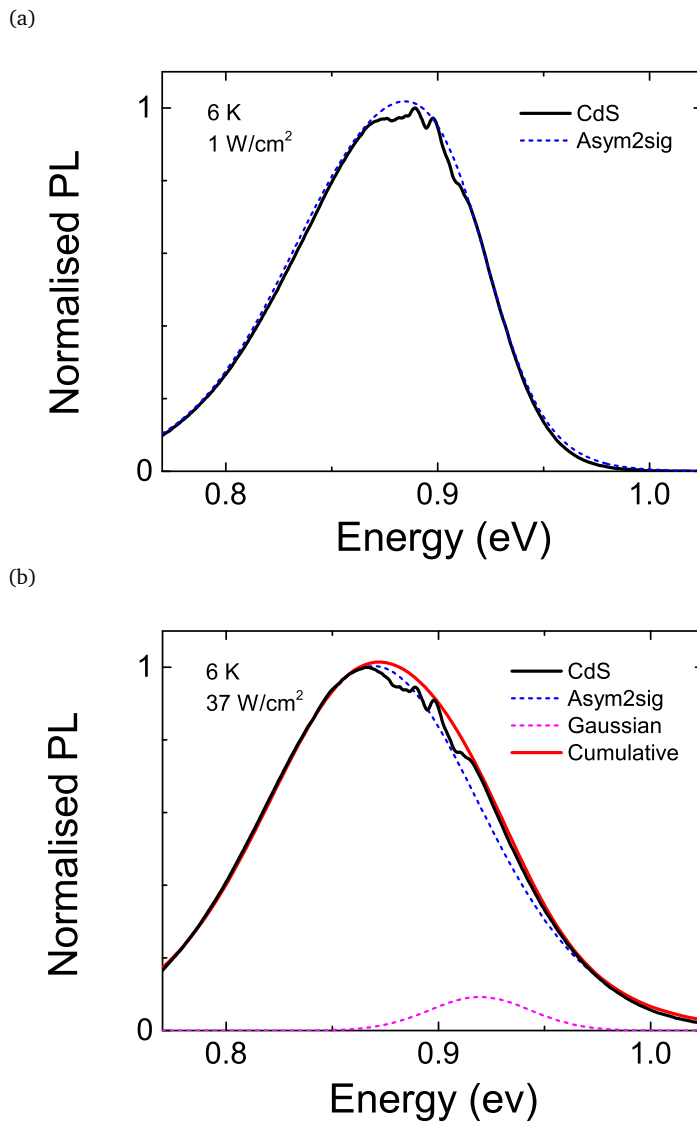 (a)
6 K
1 W/cm²
CdS
Asym2sig
Normalised PL
1
0
0.8
0.9
1.0
Energy (eV)
(b)
6 K
37 W/cm²
CdS
Asym2sig
Gaussian
Cumulative
Normalised PL
1
0
0.8
0.9
1.0
Energy (ev)